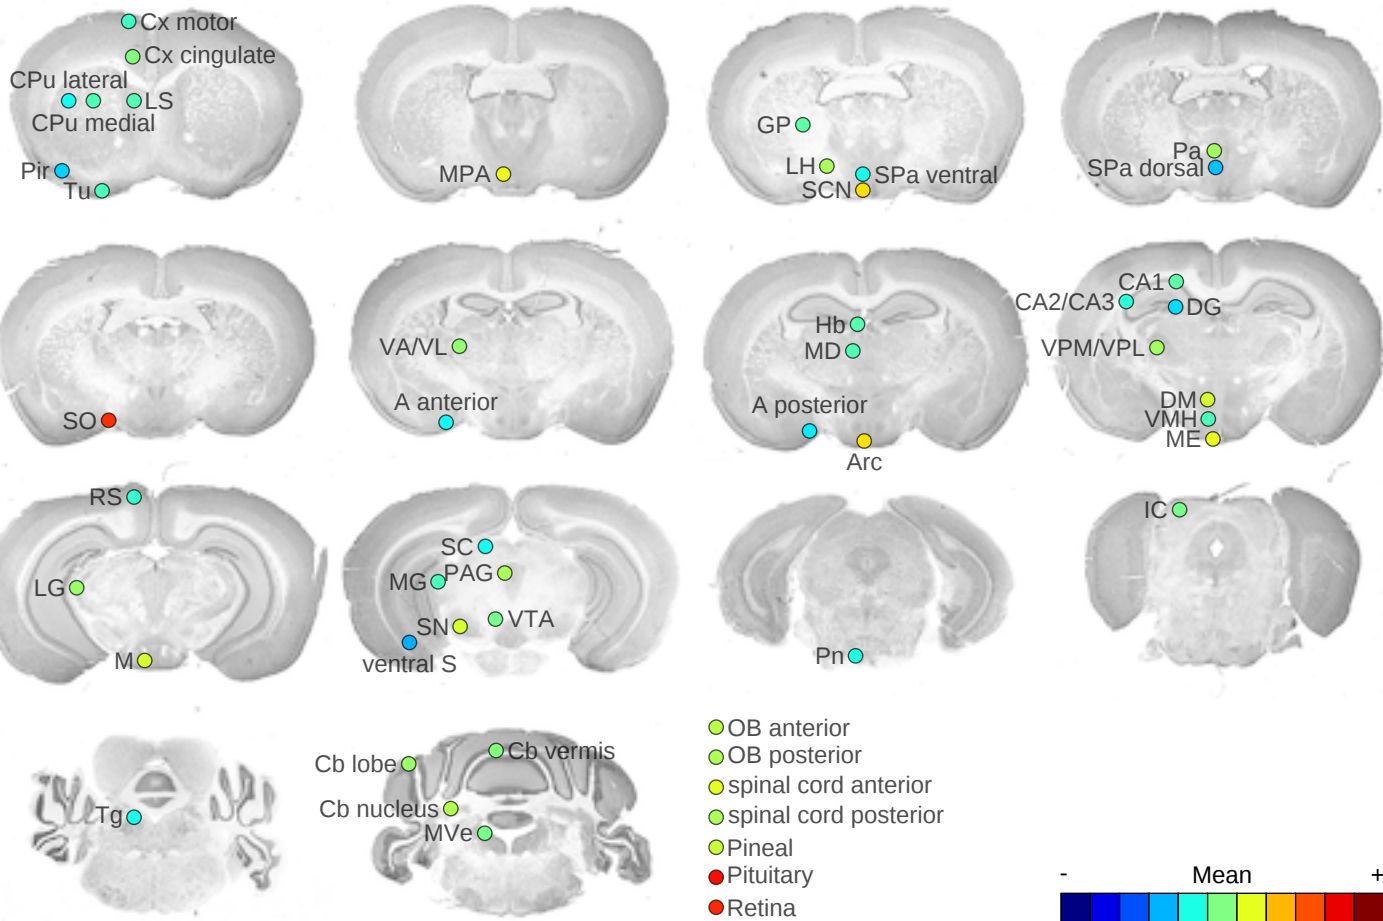 Cx motor
Cx cingulate
CPu lateral
LS
CPu medial
Pir
Tu
MPA
GP
LH
SPa ventral
SCN
Pa
SPa dorsal
SO
VA/VL
A anterior
Hb
MD
A posterior
Arc
CA1
CA2/CA3
DG
VPM/VPL
DM
VMH
ME
RS
LG
M
SC
MG
PAG
SN
VTA
ventral S
Pn
IC
Tg
Cb lobe
Cb vermis
Cb nucleus
MVe
OB anterior
OB posterior
spinal cord anterior
spinal cord posterior
Pineal
Pituitary
Retina
- Mean +